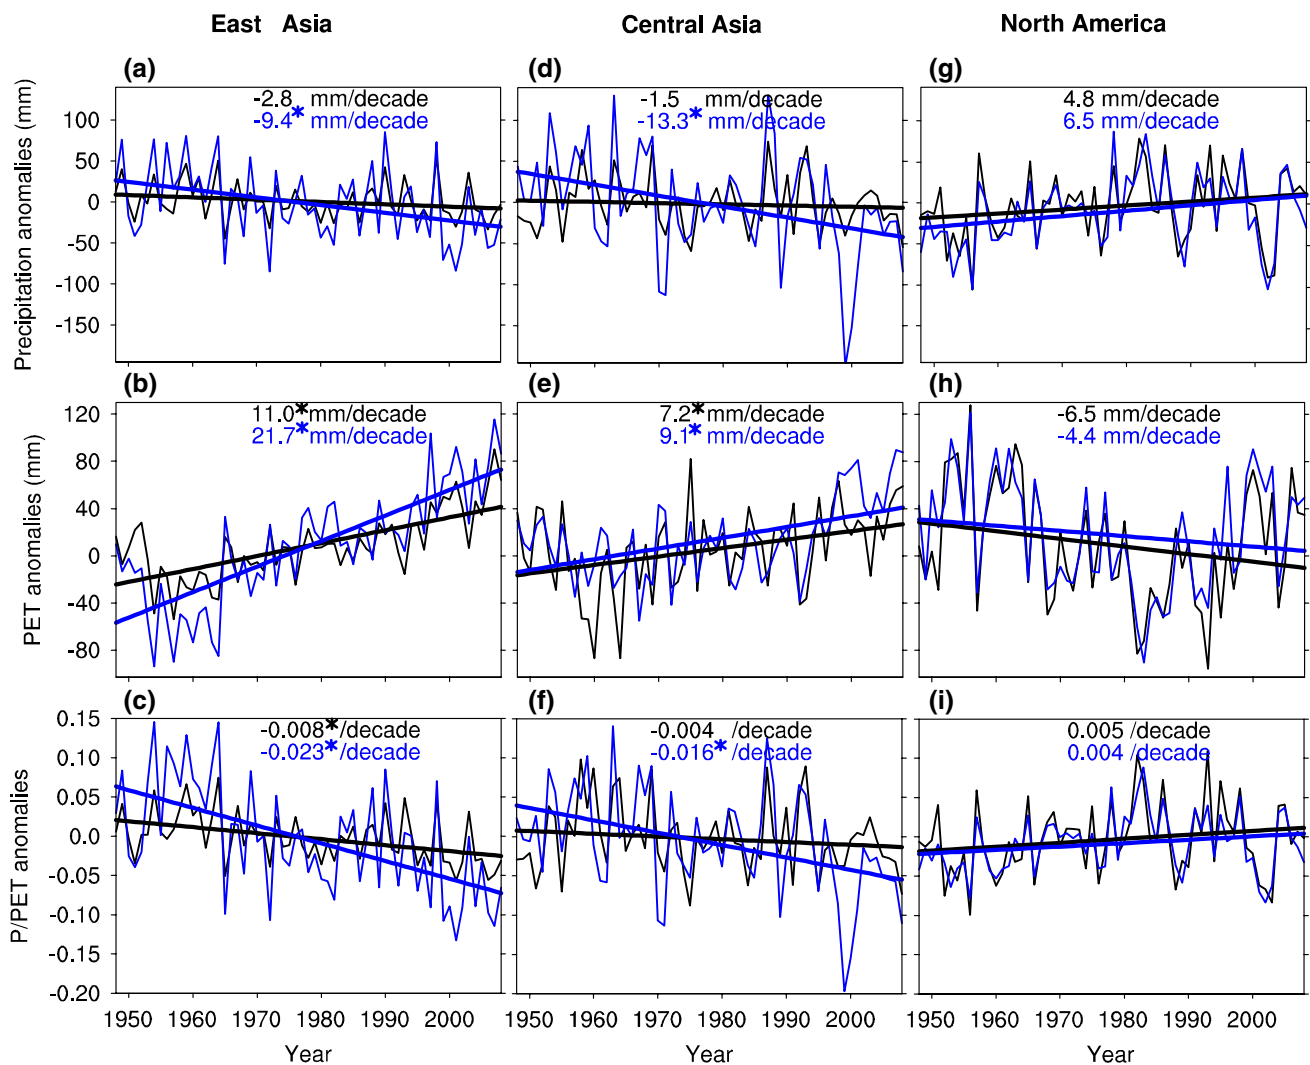 East Asia
Central Asia
North America
(a)
(d)
(g)
-2.8 mm/decade
-9.4* mm/decade
-1.5 mm/decade
-13.3* mm/decade
4.8 mm/decade
6.5 mm/decade
Precipitation anomalies (mm)
100
50
0
-50
-100
-150
(b)
(e)
(h)
11.0* mm/decade
21.7* mm/decade
7.2* mm/decade
9.1* mm/decade
-6.5 mm/decade
-4.4 mm/decade
PET anomalies (mm)
120
80
40
0
-40
-80
(c)
(f)
(i)
-0.008* /decade
-0.023* /decade
-0.004 /decade
-0.016* /decade
0.005 /decade
0.004 /decade
P/PET anomalies
0.15
0.10
0.05
0.0
-0.05
-0.10
-0.15
-0.20
1950 1960 1970 1980 1990 2000
1950 1960 1970 1980 1990 2000
1950 1960 1970 1980 1990 2000
Year
Year
Year